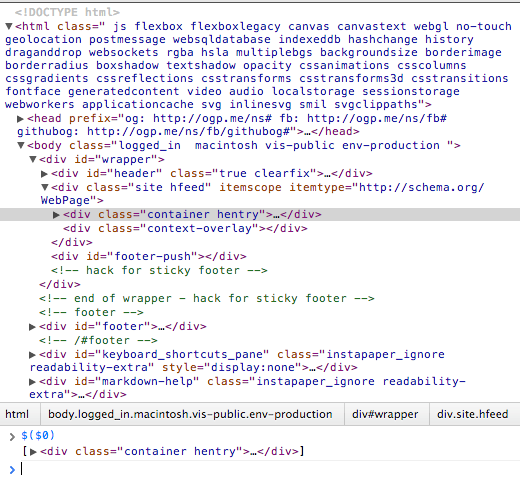 <!DOCTYPE html>
▼<html class=" js flexbox flexboxlegacy canvas canvastext webgl no-touch
geolocation postmessage websqldatabase indexeddb hashchange history
draganddrop websockets rgba hsla multiplebgs backgroundsize borderimage
borderradius boxshadow textshadow opacity cssanimations csscolumns
cssgradients cssreflections csstransforms csstransforms3d csstransitions
fontface generatedcontent video audio localstorage sessionstorage
webworkers applicationcache svg inlinesvg smil svgclippaths">
▶<head prefix="og: http://ogp.me/ns# fb: http://ogp.me/ns/fb#
githubog: http://ogp.me/ns/fb/githubog#">…</head>
▼<body class="logged_in  macintosh vis-public env-production ">
▼<div id="wrapper">
▶<div id="header" class="true clearfix">…</div>
▼<div class="site hfeed" itemscope itemtype="http://schema.org/
WebPage">
▶<div class="container hentry">…</div>
<div class="context-overlay"></div>
</div>
<div id="footer-push"></div>
<!-- hack for sticky footer -->
</div>
<!-- end of wrapper - hack for sticky footer -->
<!-- footer -->
▶<div id="footer">…</div>
<!-- /#footer -->
▶<div id="keyboard_shortcuts_pane" class="instapaper_ignore
readability-extra" style="display:none">…</div>
▶<div id="markdown-help" class="instapaper_ignore readability-
extra">…</div>
html body.logged_in.macintosh.vis-public.env-production div#wrapper div.site.hfeed
> $($0)
[▶<div class="container hentry">…</div>]
>